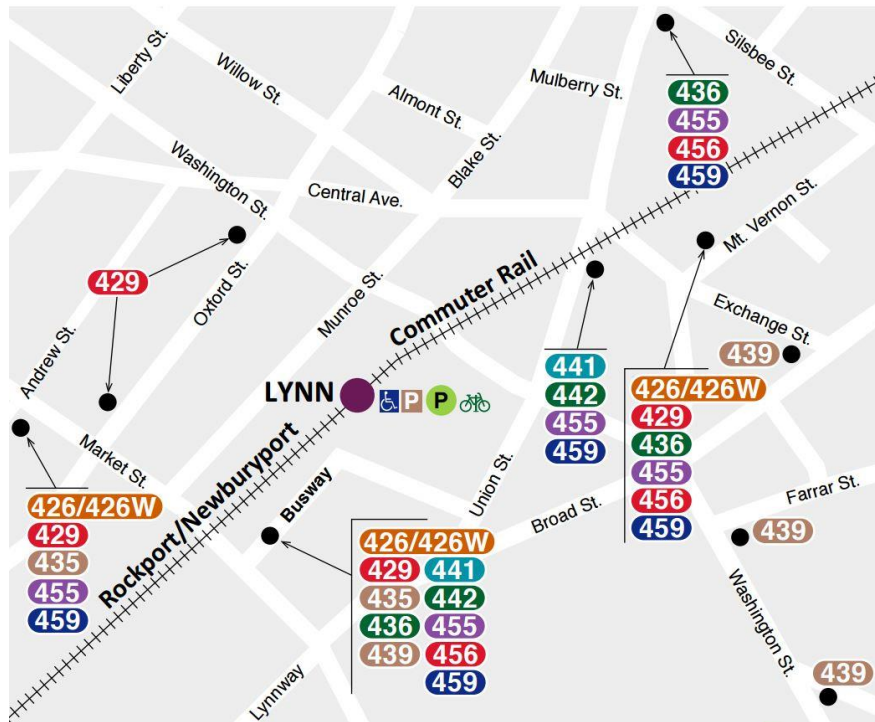 Liberty St.
Willow St.
Almont St.
Mulberry St.
Silsbee St.
436
455
456
459
Washington St.
Central Ave.
Blake St.
Mt. Vernon St.
429
Oxford St.
Munroe St.
Commuter Rail
Exchange St.
439
Andrew St.
LYNN
P
P
441
442
455
459
426/426W
429
436
455
456
459
Market St.
Rockport/Newburyport
Busway
Union St.
Broad St.
Farrar St.
439
426/426W
429
435
455
459
426/426W
429 441
435 442
436 455
439 456
459
Washington St.
439
Lynnway